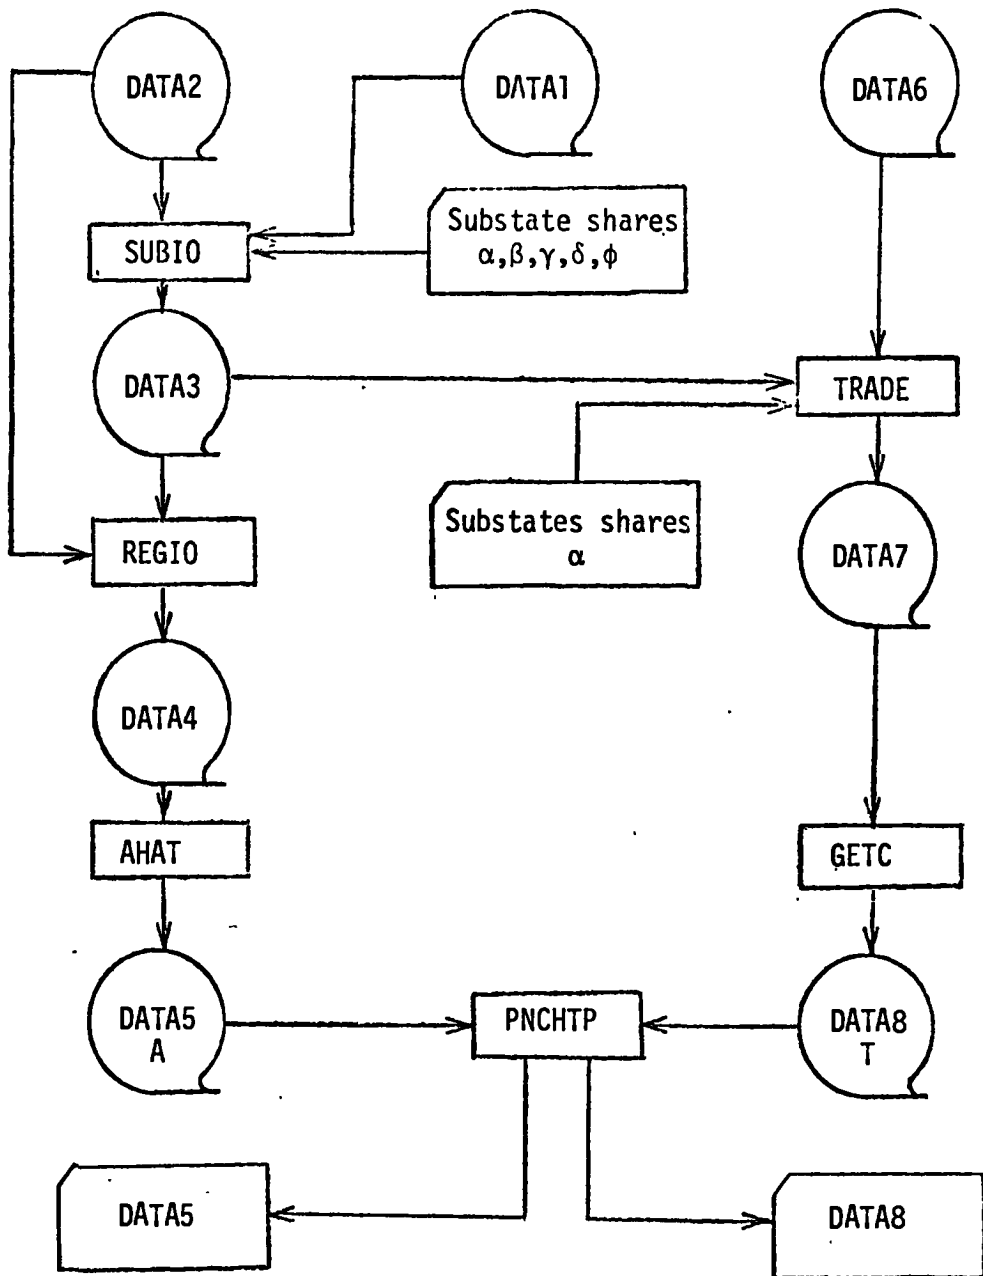 DATA2
DATA1
DATA6
SUBIO
Substate shares
α,β,γ,δ,φ
DATA3
TRADE
REGIO
Substates shares
α
DATA7
DATA4
AHAT
GETC
DATA5
A
PNCHTP
DATA8
T
DATA5
DATA8